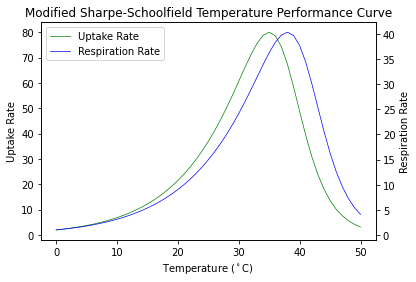 Modified Sharpe-Schoolfield Temperature Performance Curve
Uptake Rate
Respiration Rate
80
70
60
50
40
30
20
10
0
Uptake Rate
40
35
30
25
20
15
10
5
0
Respiration Rate
0 10 20 30 40 50
Temperature (°C)